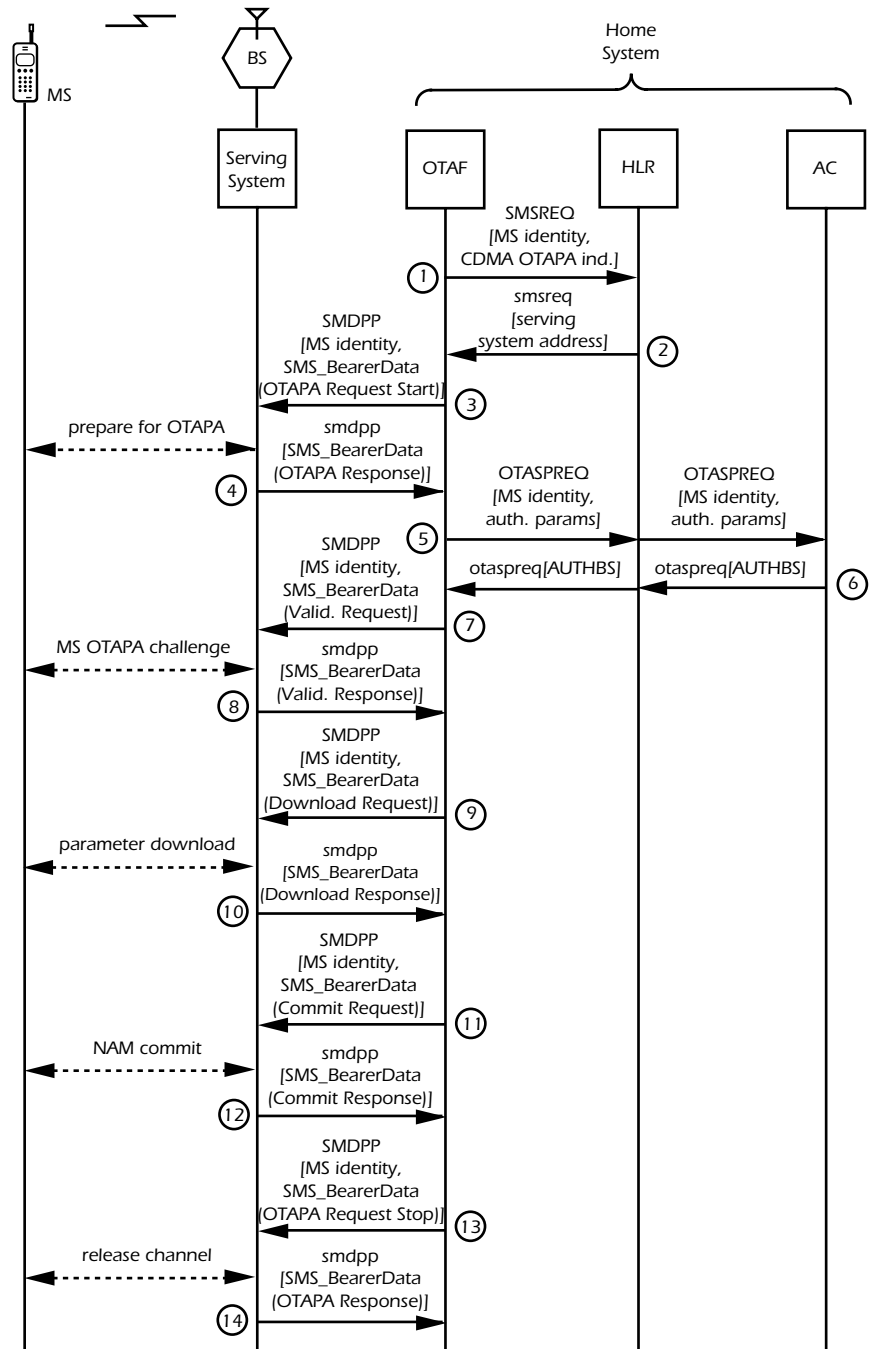 Home
System
BS
MS
Serving
System
OTAF
HLR
AC
SMSREQ
[MS identity,
CDMA OTAPA ind.]
1
smsreq
[serving
system address]
2
SMDPP
[MS identity,
SMS_BearerData
(OTAPA Request Start)]
3
prepare for OTAPA
smdpp
[SMS_BearerData
(OTAPA Response)]
4
OTASPREQ
[MS identity,
auth. params]
OTASPREQ
[MS identity,
auth. params]
5
otaspreq[AUTHBS]
otaspreq[AUTHBS]
6
SMDPP
[MS identity,
SMS_BearerData
(Valid. Request)]
7
MS OTAPA challenge
smdpp
[SMS_BearerData
(Valid. Response)]
8
SMDPP
[MS identity,
SMS_BearerData
(Download Request)]
9
parameter download
smdpp
[SMS_BearerData
(Download Response)]
10
SMDPP
[MS identity,
SMS_BearerData
(Commit Request)]
11
NAM commit
smdpp
[SMS_BearerData
(Commit Response)]
12
SMDPP
[MS identity,
SMS_BearerData
(OTAPA Request Stop)]
13
release channel
smdpp
[SMS_BearerData
(OTAPA Response)]
14